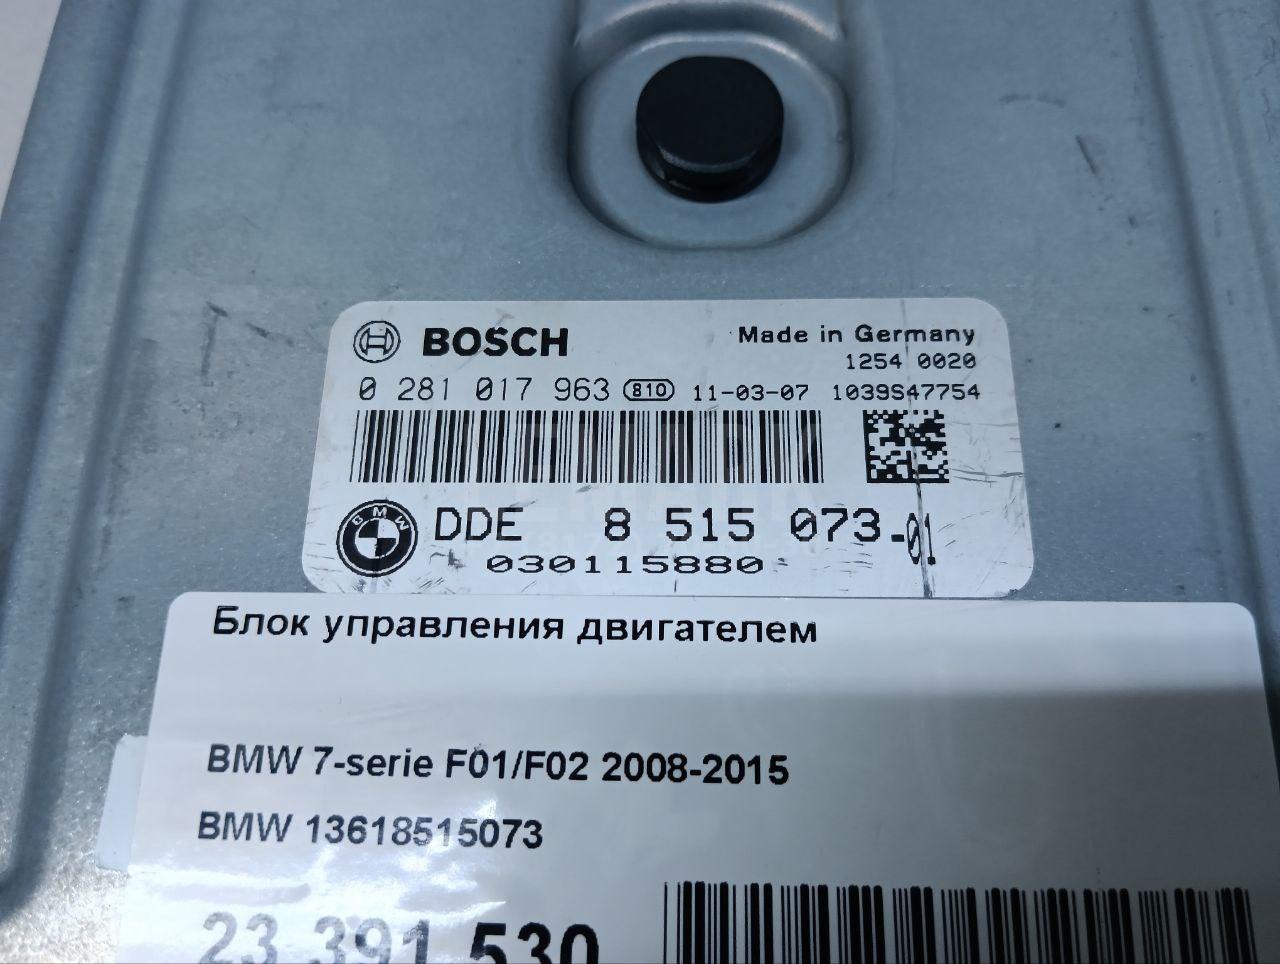 BOSCH Made in Germany
1254 0020
0 281 017 963 810 11-03-07 1039S47754
BMW DDE 8 515 073-01
030115880
Блок управления двигателем
BMW 7-serie F01/F02 2008-2015
BMW 13618515073
23 391 530